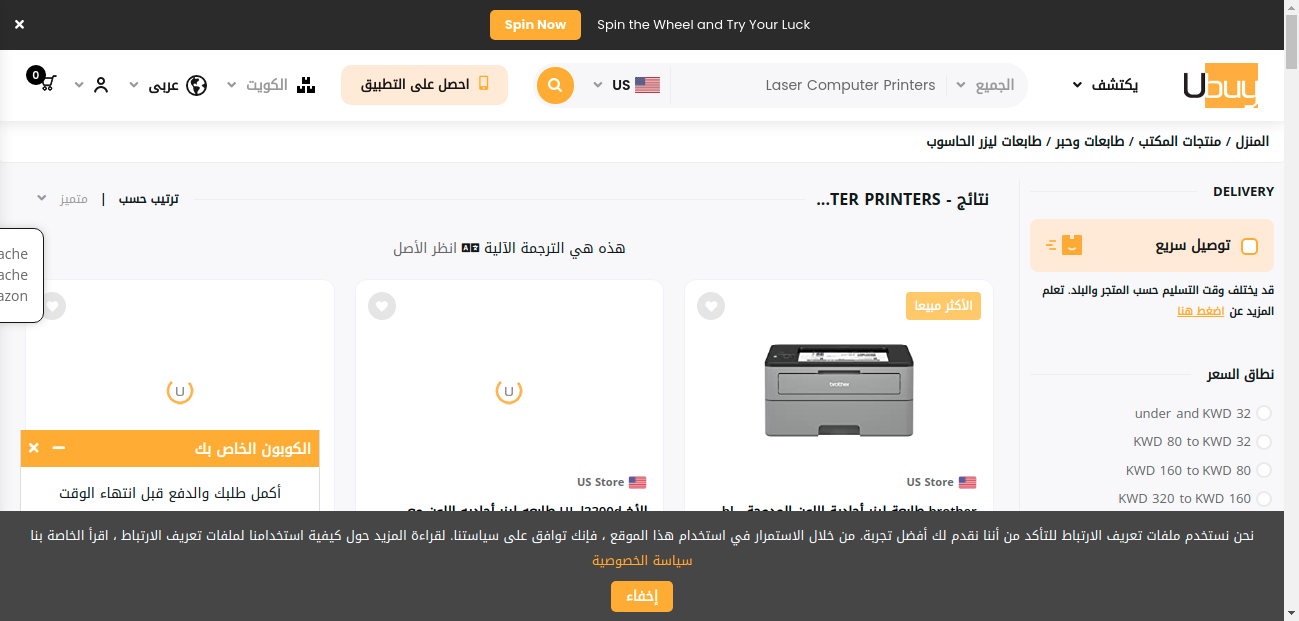 Spin the Wheel and Try Your Luck
Spin Now
Ubuy
يكتشف
الجميع
Laser Computer Printers
US
احصل على التطبيق
الكويت
عربى
0
المنزل / منتجات المكتب / طابعات وحبر / طابعات ليزر الحاسوب
DELIVERY
توصيل سريع
قد يختلف وقت التسليم حسب المتجر والبلد. تعلم
المزيد عن اضغط هنا
نطاق السعر
under and KWD 32
KWD 80 to KWD 32
KWD 160 to KWD 80
KWD 320 to KWD 160
نتائج - TER PRINTERS...
ترتيب حسب | متميز
هذه هي الترجمة الآلية انظر الأصل
الأكثر مبيعا
brother
US Store
U
US Store
U
ache
ache
azon
الكوبون الخاص بك
أكمل طلبك والدفع قبل انتهاء الوقت
نحن نستخدم ملفات تعريف الارتباط للتأكد من أننا نقدم لك أفضل تجربة. من خلال الاستمرار في استخدام هذا الموقع ، فإنك توافق على سياستنا. لقراءة المزيد حول كيفية استخدامنا لملفات تعريف الارتباط ، اقرأ الخاصة بنا
سياسة الخصوصية
إخفاء